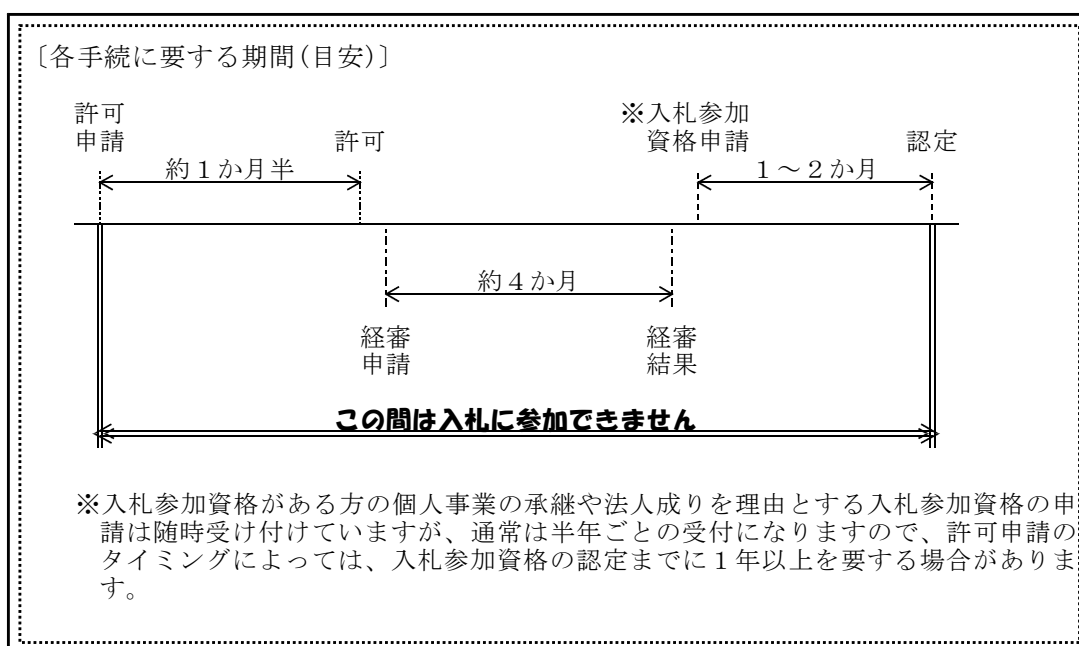 〔各手続に要する期間(目安)〕
許可
申請
許可
※入札参加
資格申請
認定
約１か月半
１～２か月
約４か月
経審
申請
経審
結果
この間は入札に参加できません
※入札参加資格がある方の個人事業の承継や法人成りを理由とする入札参加資格の申
請は随時受け付けていますが、通常は半年ごとの受付になりますので、許可申請の
タイミングによっては、入札参加資格の認定までに１年以上を要する場合がありま
す。